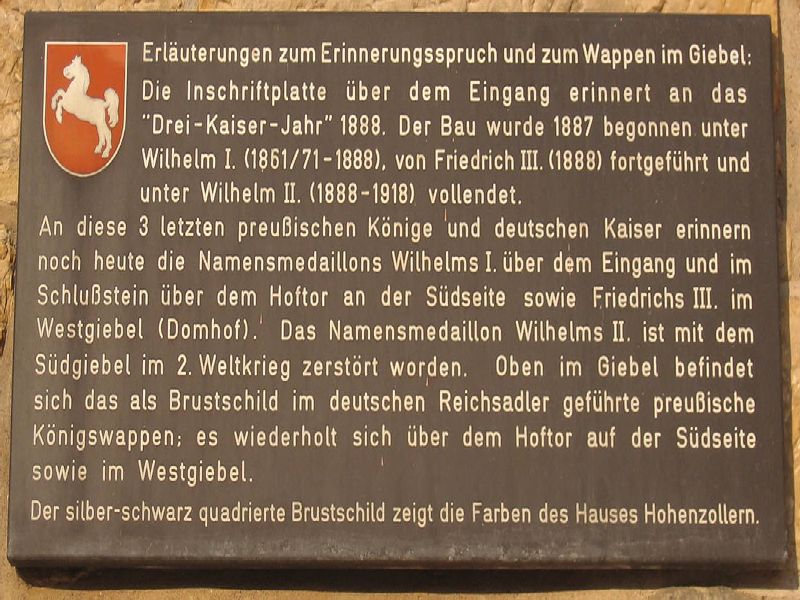 Erläuterungen zum Erinnerungsspruch und zum Wappen im Giebel:
Die Inschriftplatte über dem Eingang erinnert an das
"Drei-Kaiser-Jahr" 1888. Der Bau wurde 1887 begonnen unter
Wilhelm I. (1861/71-1888), von Friedrich III. (1888) fortgeführt und
unter Wilhelm II. (1888-1918) vollendet.
An diese 3 letzten preußischen Könige und deutschen Kaiser erinnern
noch heute die Namensmedaillons Wilhelms I. über dem Eingang und im
Schlußstein über dem Hoftor an der Südseite sowie Friedrichs III. im
Westgiebel (Domhof). Das Namensmedaillon Wilhelms II. ist mit dem
Südgiebel im 2. Weltkrieg zerstört worden. Oben im Giebel befindet
sich das als Brustschild im deutschen Reichsadler geführte preußische
Königswappen; es wiederholt sich über dem Hoftor auf der Südseite
sowie im Westgiebel.
Der silber-schwarz quadrierte Brustschild zeigt die Farben des Hauses Hohenzollern.